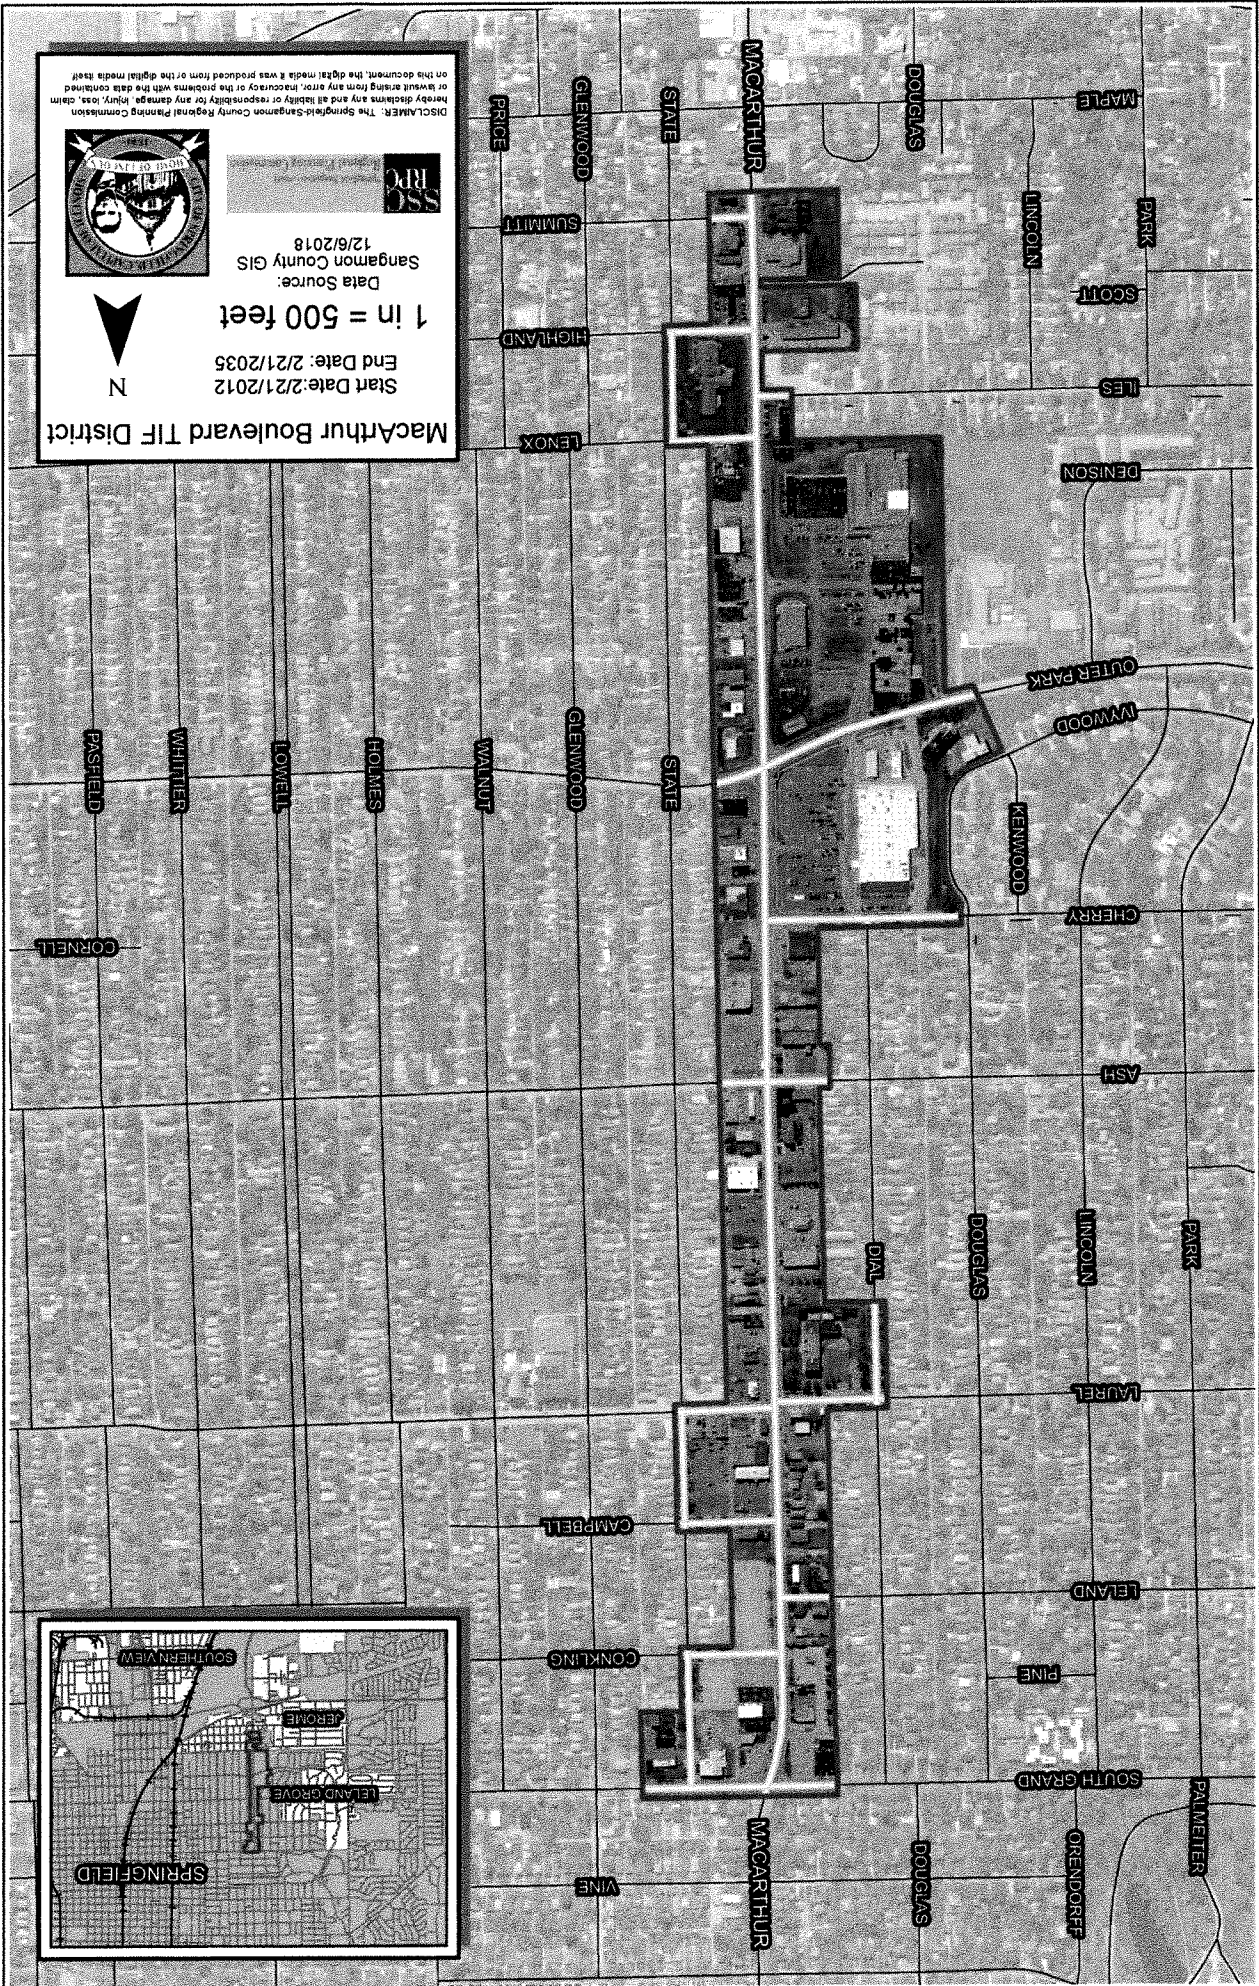 SPRINGFIELD
LELAND GROVE
JEROME
SOUTHERN VIEW
PALMEITER
ORENDORFF
DOUGLAS
MACARTHUR
VINE
SOUTH GRAND
PINE
CONKLING
LELAND
CAMPBELL
LAUREL
PARK
LINCOLN
DOUGLAS
DIAL
ASH
CORNELL
CHERRY
KENWOOD
STATE
GLENWOOD
WALNUT
HOLMES
LOWELL
WHITTIER
PASFIELD
IVYWOOD
OUTER PARK
DENISON
LENOX
ILES
HIGHLAND
SCOTT
SUMMITT
PARK
LINCOLN
MAPLE
DOUGLAS
MACARTHUR
STATE
GLENWOOD
PRICE
MacArthur Boulevard TIF District
Start Date:2/21/2012
End Date: 2/21/2035
N
1 in = 500 feet
Data Source:
Sangamon County GIS
12/6/2018
SSC
RPC
HOME OF LINCOLN
DISCLAIMER: The Springfield-Sangamon County Regional Planning Commission
hereby disclaims any and all liability or responsibility for any damage, injury, loss, claim
or lawsuit arising from any error, inaccuracy or the problems with the data contained
on this document, the digital media it was produced from or the digital media itself